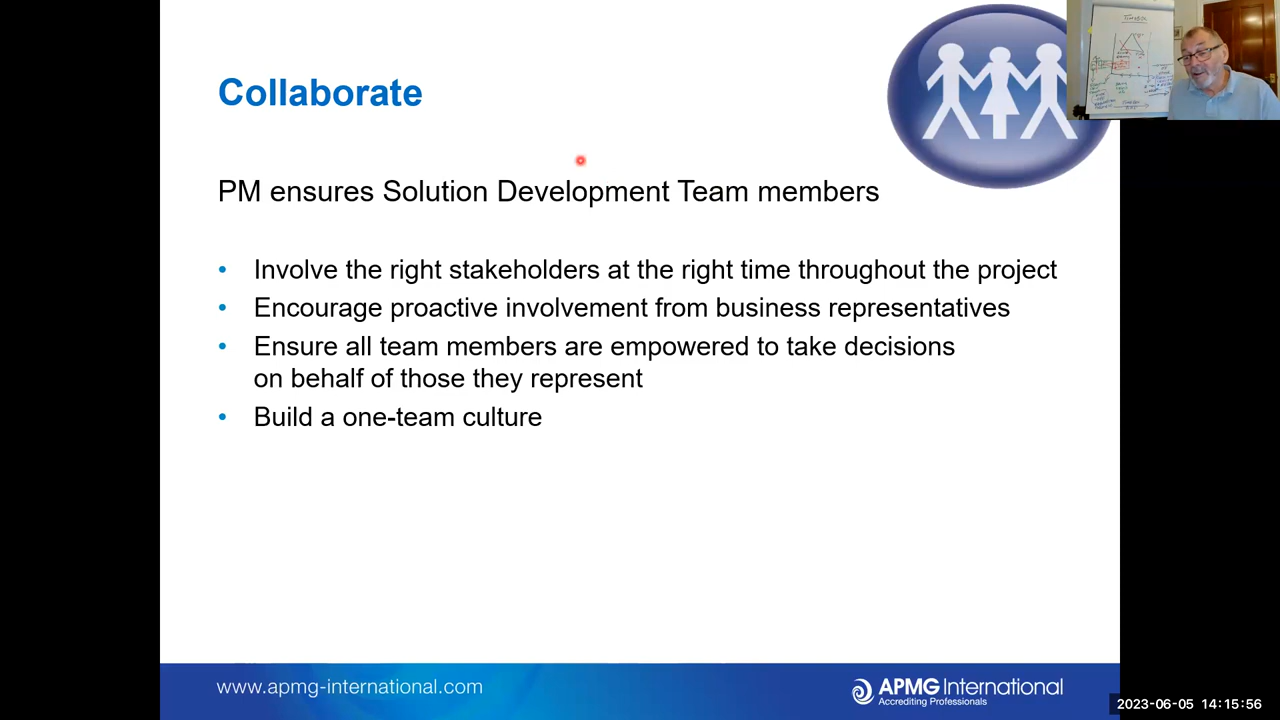 Collaborate
PM ensures Solution Development Team members
• Involve the right stakeholders at the right time throughout the project
• Encourage proactive involvement from business representatives
• Ensure all team members are empowered to take decisions
on behalf of those they represent
• Build a one-team culture
www.apmg-international.com
APMG International
Accrediting Professionals
2023-06-05 14:15:56